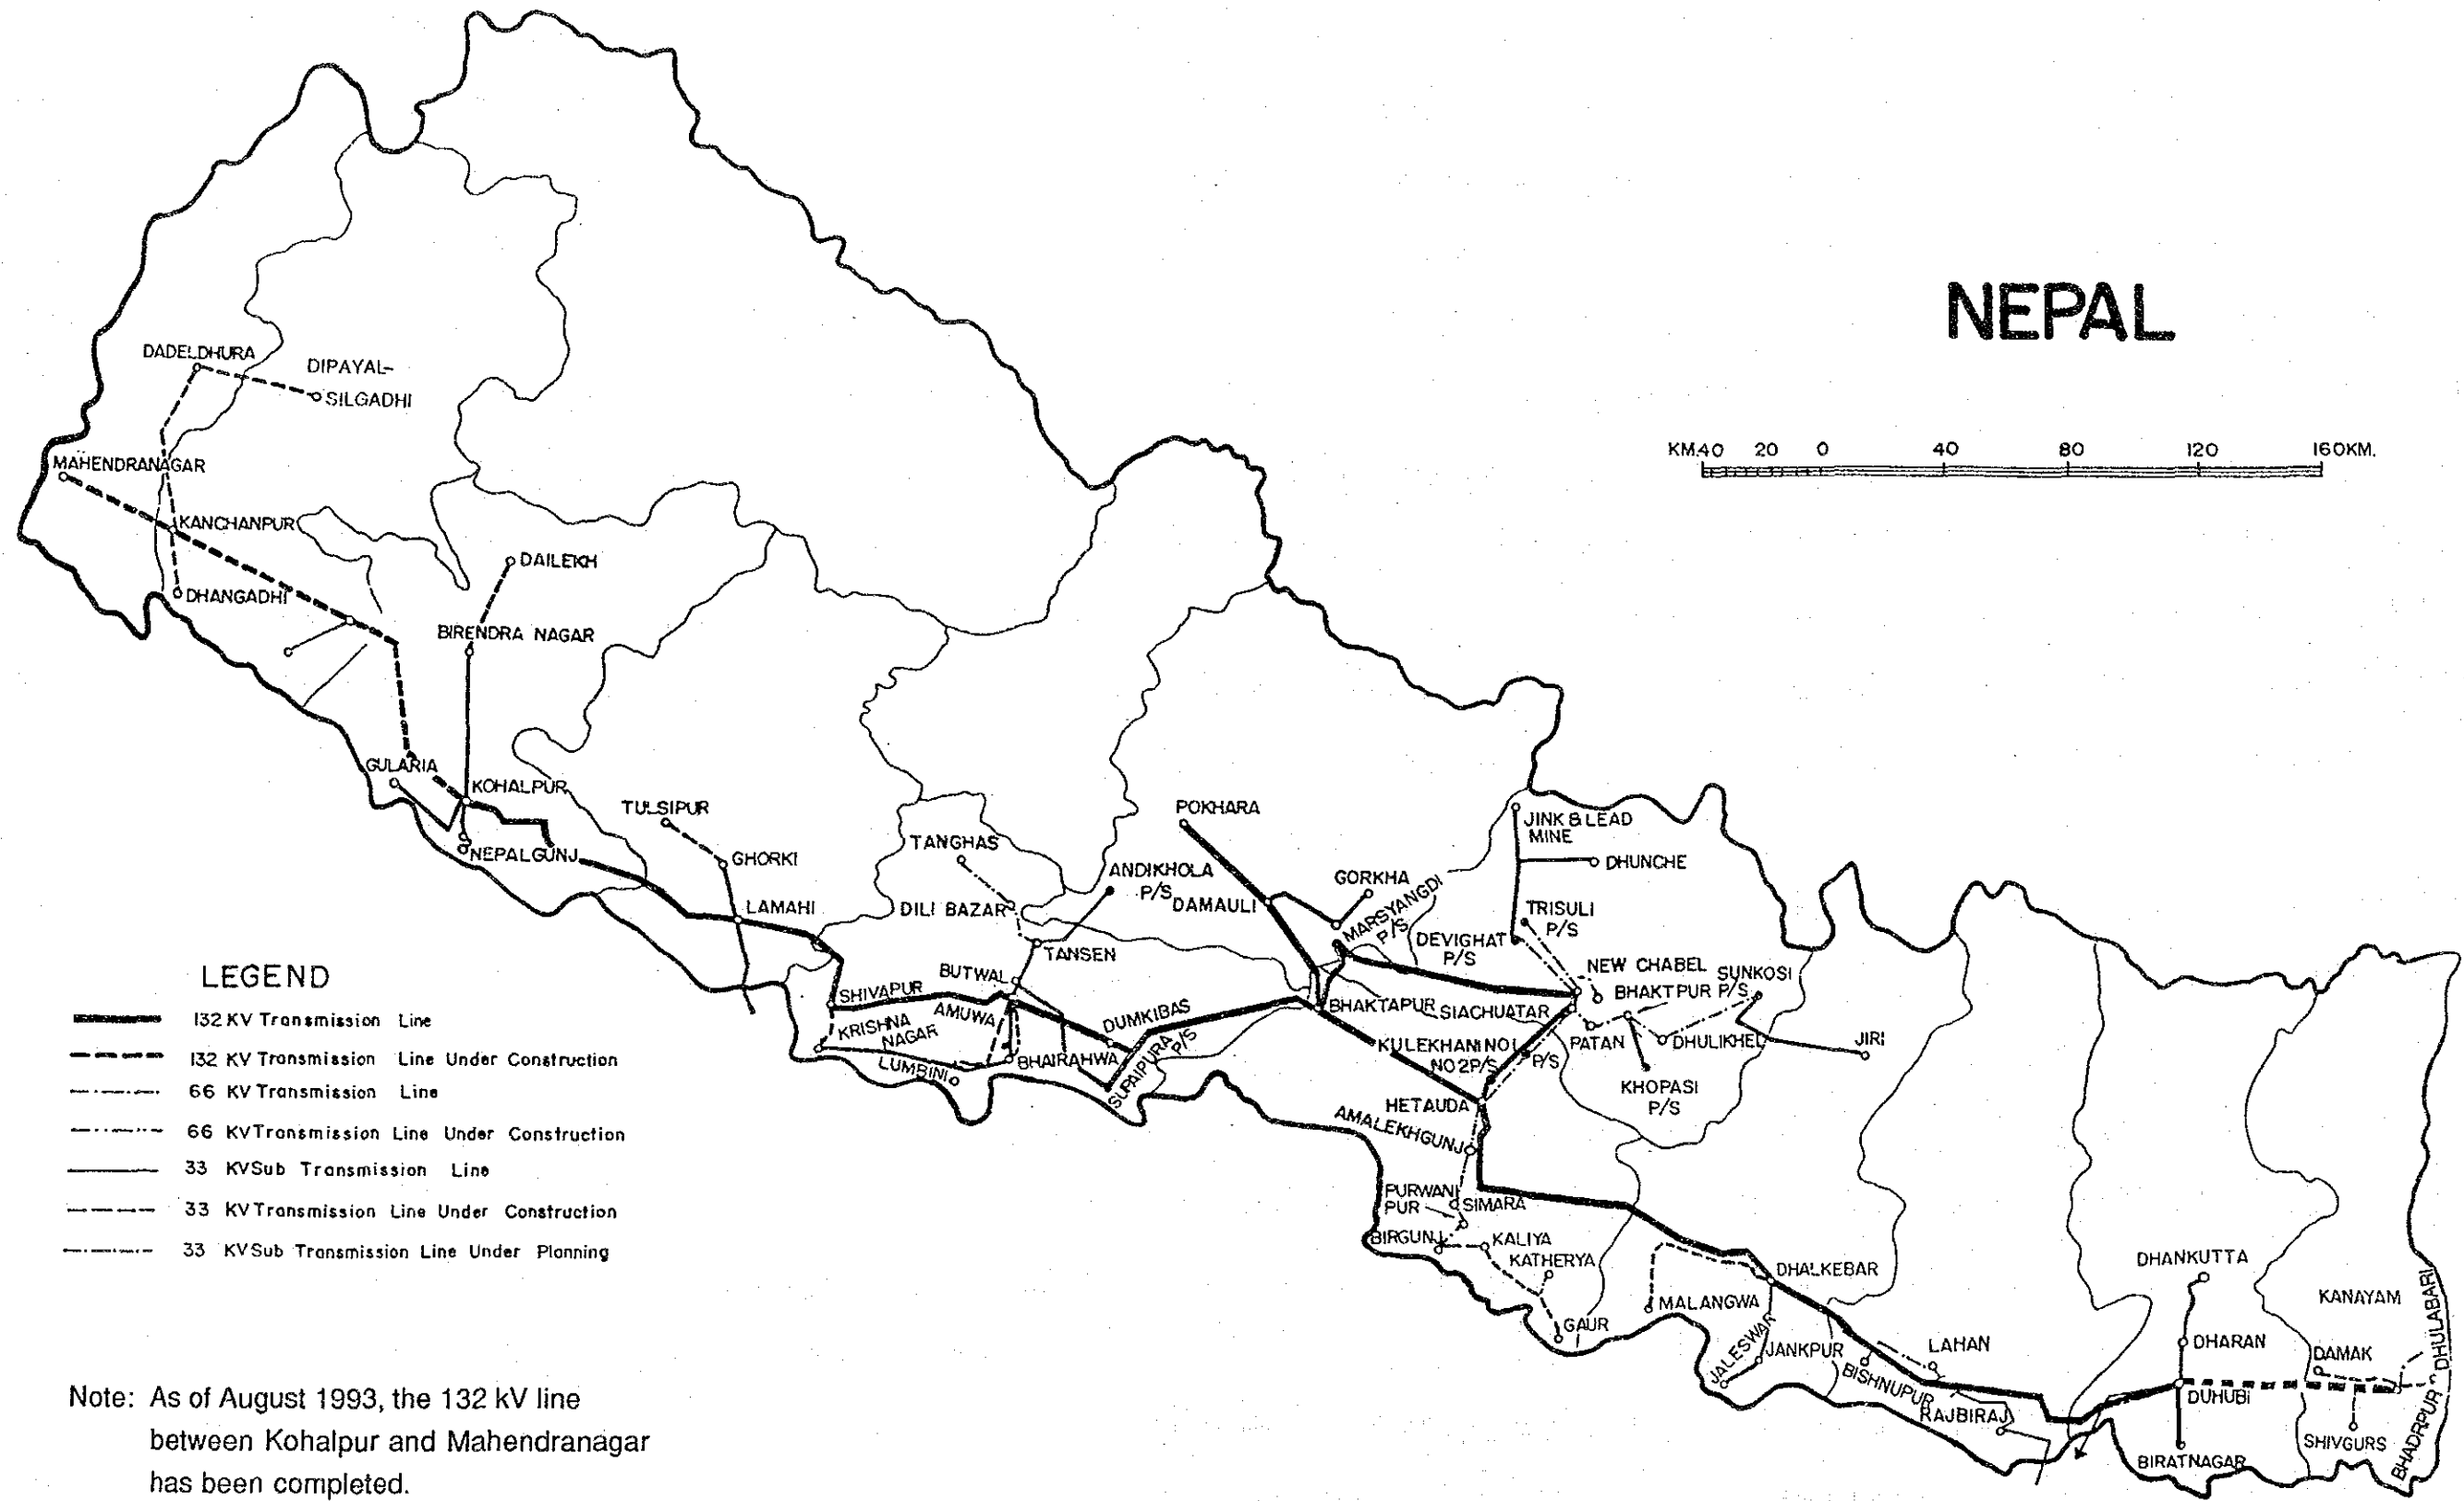 NEPAL
KM.40 20 0 40 80 120 160KM.
DADELDHURA
DIPAYAL-
SILGADHI
MAHENDRANAGAR
KANCHANPUR
DAILEKH
DHANGADHI
BIRENDRA NAGAR
GULARIA
KOHALPUR
NEPALGUNJ
TULSIPUR
GHORKI
LAMAHI
TANGHAS
DILI BAZAR
ANDIKHOLA
P/S
TANSEN
POKHARA
DAMAULI
GORKHA
MARSYANGDI
P/S
JINK & LEAD
MINE
DHUNCHE
TRISULI
P/S
DEVIGHAT
P/S
NEW CHABEL
SUNKOSI
P/S
BHAKTPUR
BUTWAL
SHIVAPUR
AMUWA
KRISHNA
NAGAR
LUMBINI
BHAIRAHWA
DUMKIBAS
SUPAIPURA
P/S
BHAKTAPUR
SIACHUATAR
PATAN
DHULIKHEL
JIRI
KULEKHANI NO1
P/S
NO2P/S
KHOPASI
P/S
HETAUDA
AMALEKHGUNJ
PURWANI
PUR
SIMARA
BIRGUNJ
KALIYA
KATHERYA
GAUR
MALANGWA
DHALKEBAR
JALESWAR
JANKPUR
BISHNUPUR
LAHAN
RAJBIRAJ
DHANKUTTA
DHARAN
DUHUBI
BIRATNAGAR
KANAYAM
DAMAK
SHIVGURS
BHADRPUR
DHULABARI
LEGEND
132 KV Transmission Line
132 KV Transmission Line Under Construction
66 KV Transmission Line
66 KV Transmission Line Under Construction
33 KV Sub Transmission Line
33 KV Transmission Line Under Construction
33 KV Sub Transmission Line Under Planning
Note: As of August 1993, the 132 kV line
between Kohalpur and Mahendranagar
has been completed.